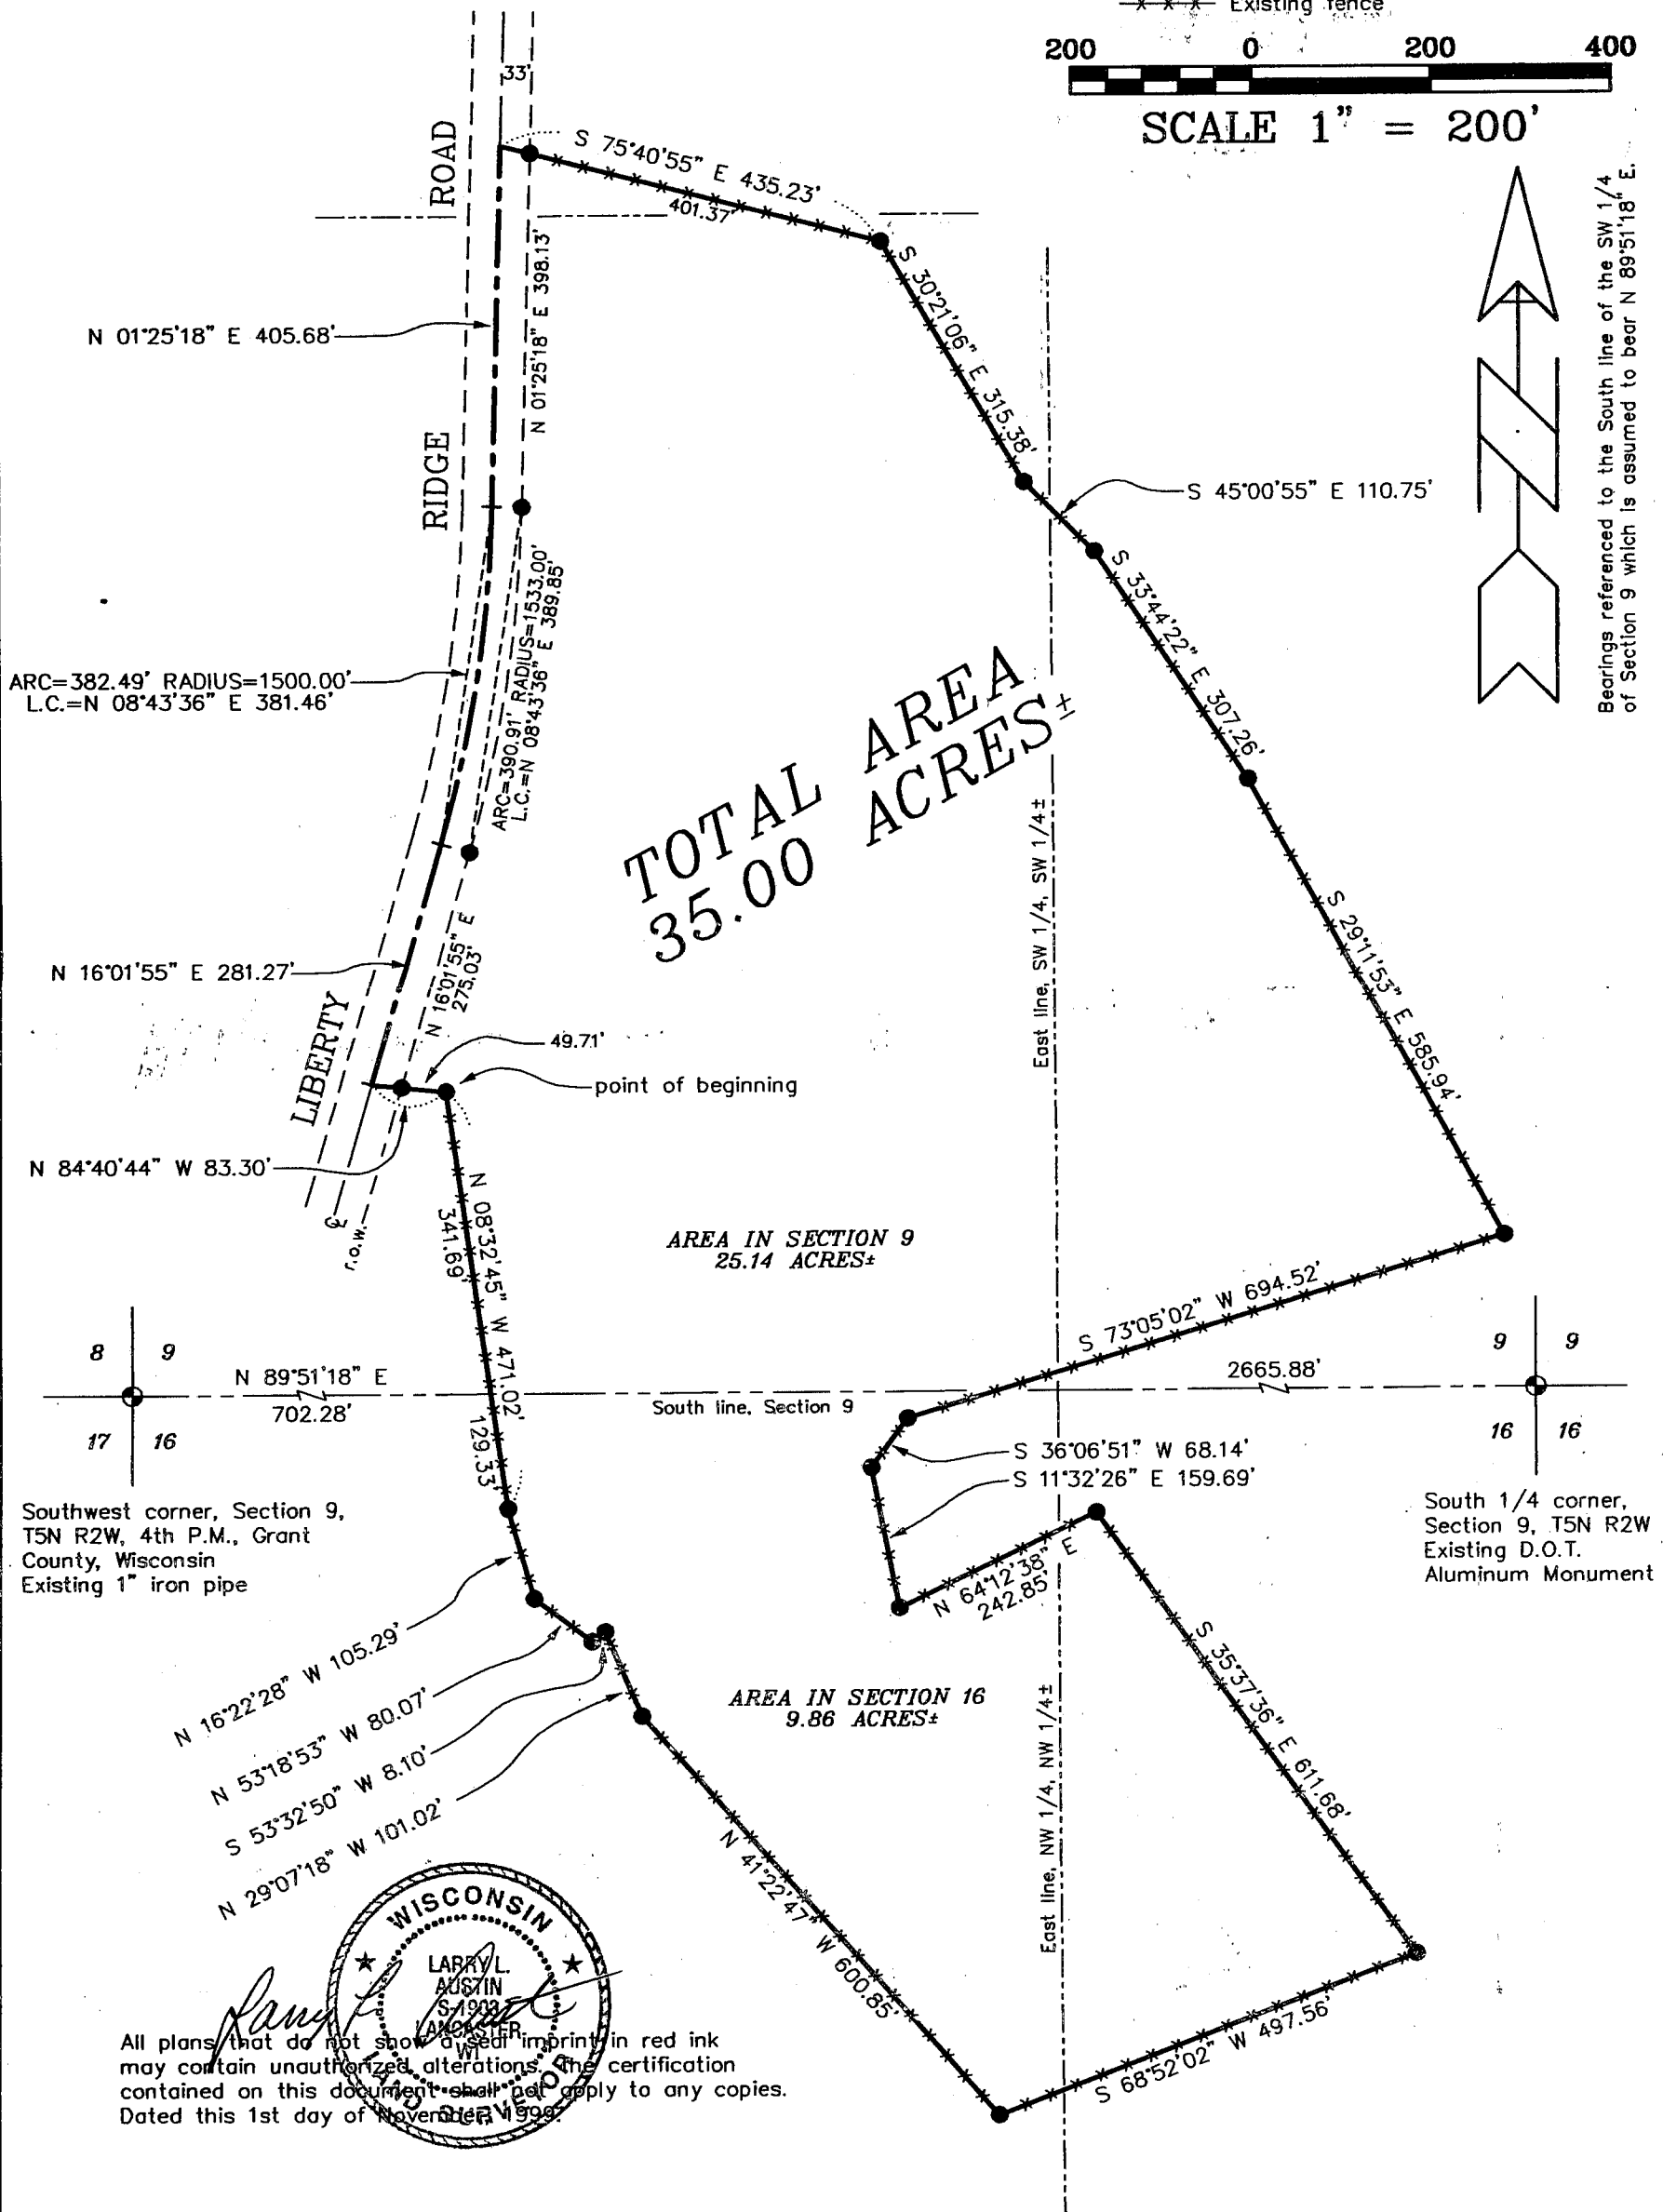 Existing fence
200 0 200 400
SCALE 1" = 200'
33'
S 75°40'55" E 435.23'
401.37'
ROAD
RIDGE
LIBERTY
N 01°25'18" E 398.13'
N 01°25'18" E 405.68'
S 30°21'06" E 315.38'
S 45°00'55" E 110.75'
S 33°44'22" E 307.26'
Bearings referenced to the South line of the SW 1/4
of Section 9 which is assumed to bear N 89°51'18" E.
ARC=390.91' RADIUS=1533.00'
L.C.=N 08°43'36" E 389.85'
ARC=382.49' RADIUS=1500.00'
L.C.=N 08°43'36" E 381.46'
TOTAL AREA
35.00 ACRES±
East line, SW 1/4, SW 1/4±
S 29°11'53" E 585.94'
N 16°01'55" E 281.27'
N 16°01'55" E
275.03'
49.71'
point of beginning
N 84°40'44" W 83.30'
r.o.w.
N 08°32'45" W 471.02'
341.69'
129.33'
AREA IN SECTION 9
25.14 ACRES±
S 73°05'02" W 694.52'
8 9
17 16
N 89°51'18" E
702.28'
South line, Section 9
2665.88'
9 9
16 16
S 36°06'51" W 68.14'
S 11°32'26" E 159.69'
Southwest corner, Section 9,
T5N R2W, 4th P.M., Grant
County, Wisconsin
Existing 1" iron pipe
South 1/4 corner,
Section 9, T5N R2W
Existing D.O.T.
Aluminum Monument
N 64°12'38" E
242.85'
S 35°37'36" E 611.68'
N 16°22'28" W 105.29'
N 53°18'53" W 80.07'
S 53°32'50" W 8.10'
N 29°07'18" W 101.02'
AREA IN SECTION 16
9.86 ACRES±
East line, NW 1/4, NW 1/4±
N 41°22'47" W 600.85'
S 68°52'02" W 497.56'
WISCONSIN
LARRY L.
AUSTIN
S-1903
LANCASTER
WI
LAND SURVEYOR
All plans that do not show a seal imprint in red ink
may contain unauthorized alterations. The certification
contained on this document shall not apply to any copies.
Dated this 1st day of November, 1999.